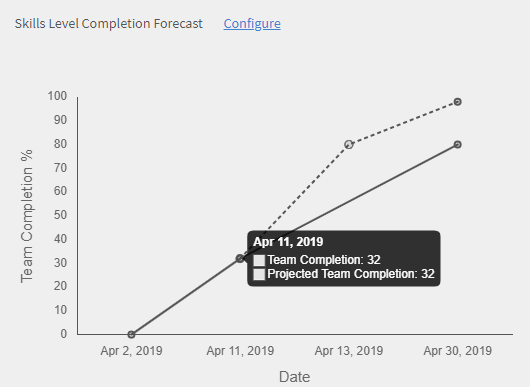 Skills Level Completion Forecast Configure
100
90
80
70
60
50
40
30
20
10
0
Team Completion %
Apr 11, 2019
Team Completion: 32
Projected Team Completion: 32
Apr 2, 2019 Apr 11, 2019 Apr 13, 2019 Apr 30, 2019
Date